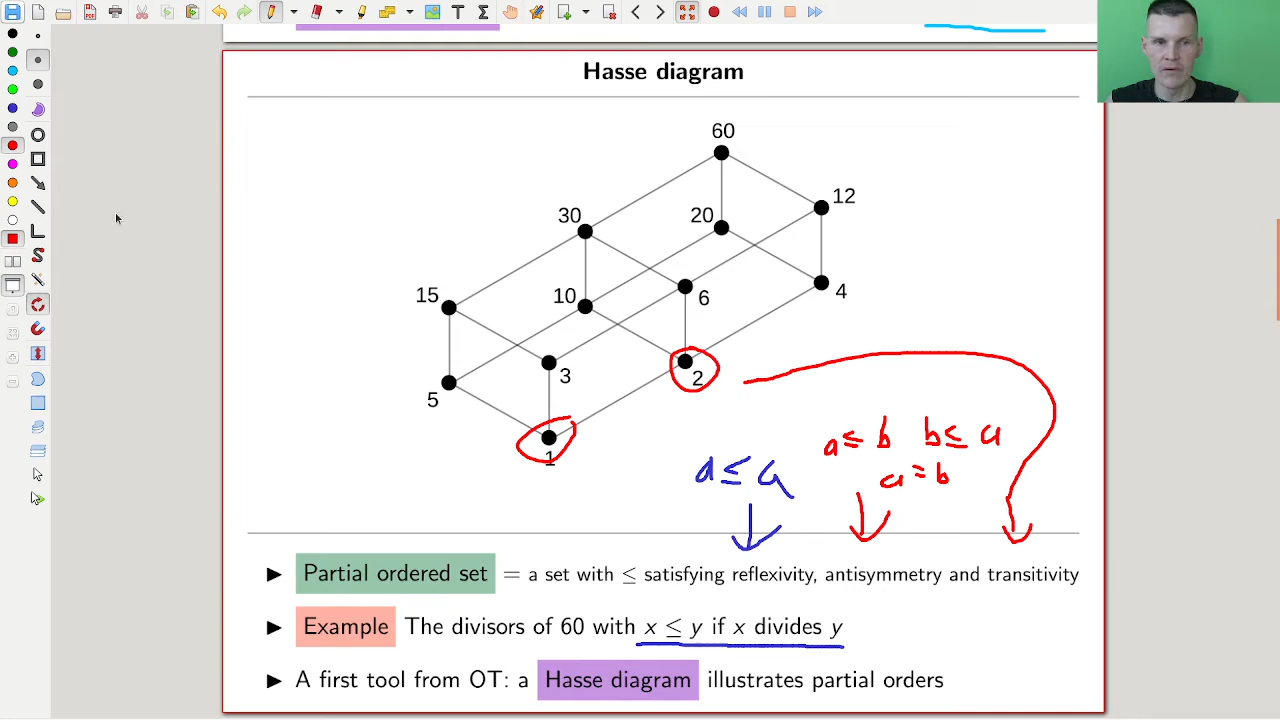 Hasse diagram
60
12
30
20
15
10
6
4
3
5
2
1
a ≤ b b ≤ a
a = b
a ≤ a
► Partial ordered set = a set with ≤ satisfying reflexivity, antisymmetry and transitivity
► Example The divisors of 60 with x ≤ y if x divides y
► A first tool from OT: a Hasse diagram illustrates partial orders